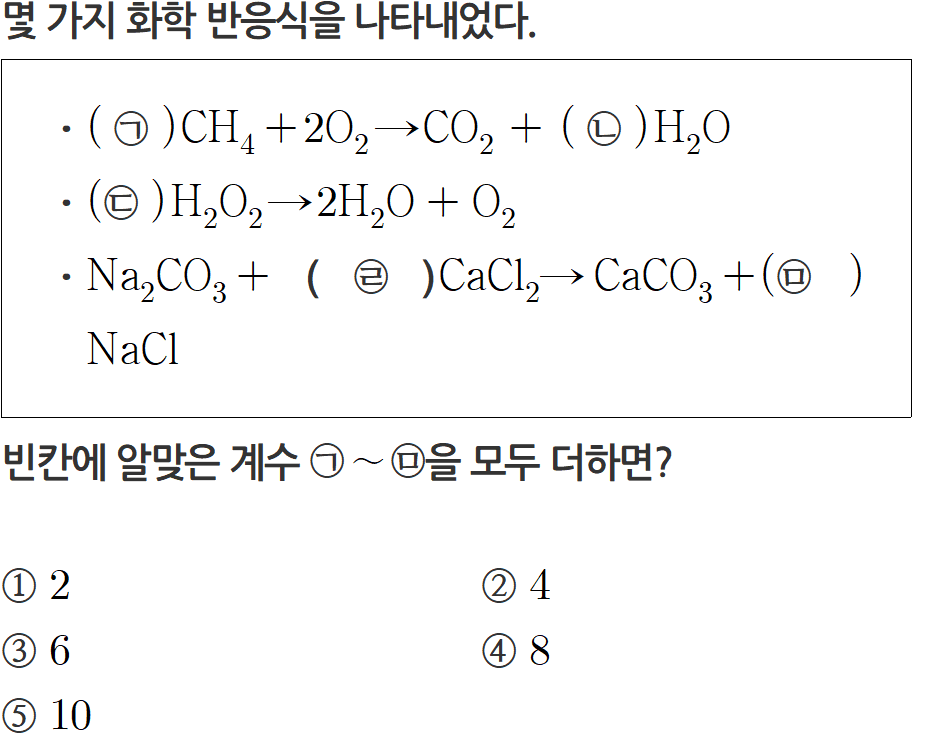 몇 가지 화학 반응식을 나타내었다.
· ( ㉠ )CH₄ + 2O₂ → CO₂ + ( ㉡ )H₂O
· (㉢ )H₂O₂ → 2H₂O + O₂
· Na₂CO₃ + ( ㉣ )CaCl₂ → CaCO₃ + (㉤ )
NaCl
빈칸에 알맞은 계수 ㉠ ~ ㉤을 모두 더하면?
① 2 ② 4
③ 6 ④ 8
⑤ 10